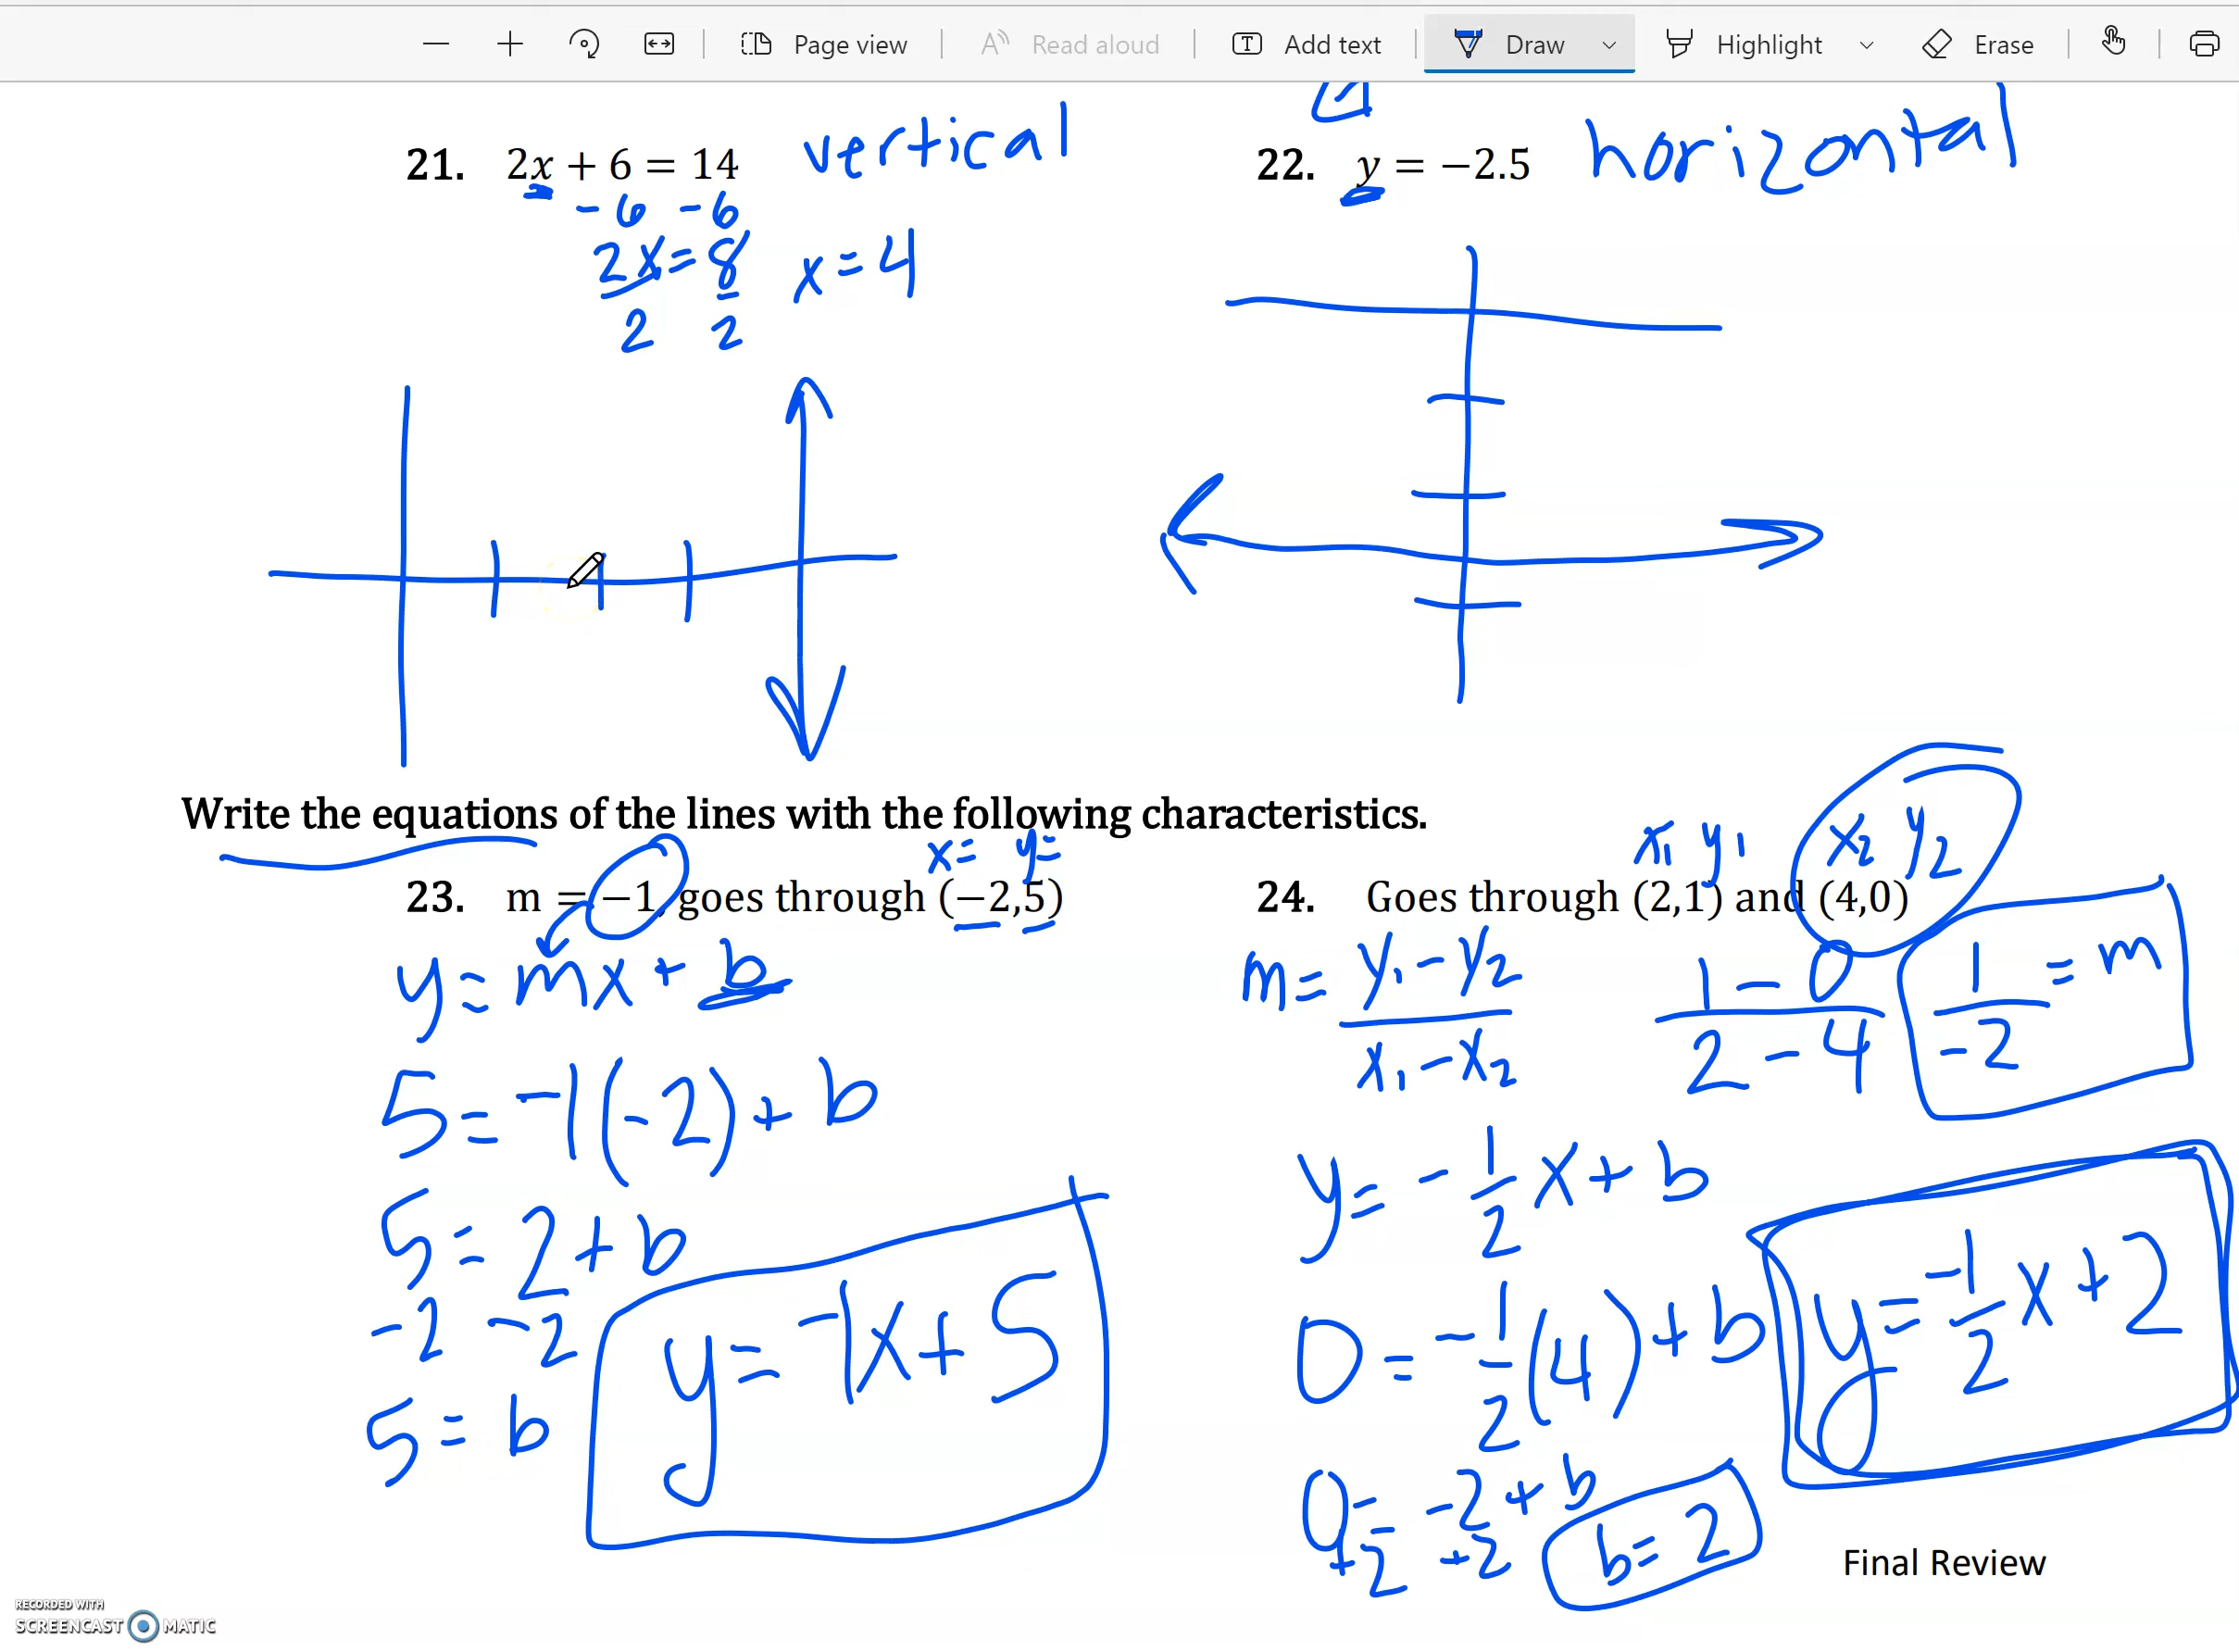 Page view Read aloud Add text Draw Highlight Erase
21. 2x + 6 = 14 vertical
-6 -6
2x = 8 x = 4
2 2
22. y = −2.5 horizontal
Write the equations of the lines with the following characteristics.
x= y=
23. m = −1, goes through (−2,5)
y = mx + b
5 = -1(-2) + b
5 = 2 + b
-2 -2
5 = b
y = -1x + 5
x1 y1 x2 y2
24. Goes through (2,1) and (4,0)
m = y1 - y2
x1 - x2
1 - 0
2 - 4
1 = m
-2
y = -1/2 x + b
0 = -1/2 (4) + b
0 = -2 + b
+2 +2
b = 2
y = -1/2 x + 2
Final Review
RECORDED WITH
SCREENCAST MATIC